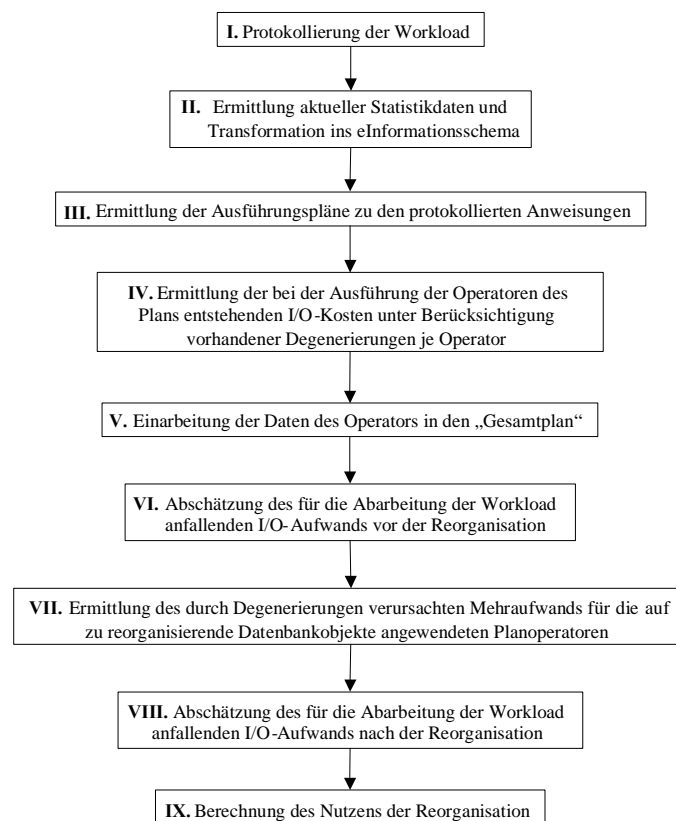 I. Protokollierung der Workload
II. Ermittlung aktueller Statistikdaten und
Transformation ins eInformationsschema
III. Ermittlung der Ausführungspläne zu den protokollierten Anweisungen
IV. Ermittlung der bei der Ausführung der Operatoren des
Plans entstehenden I/O-Kosten unter Berücksichtigung
vorhandener Degenerierungen je Operator
V. Einarbeitung der Daten des Operators in den „Gesamtplan“
VI. Abschätzung des für die Abarbeitung der Workload
anfallenden I/O-Aufwands vor der Reorganisation
VII. Ermittlung des durch Degenerierungen verursachten Mehraufwands für die auf
zu reorganisierende Datenbankobjekte angewendeten Planoperatoren
VIII. Abschätzung des für die Abarbeitung der Workload
anfallenden I/O-Aufwands nach der Reorganisation
IX. Berechnung des Nutzens der Reorganisation